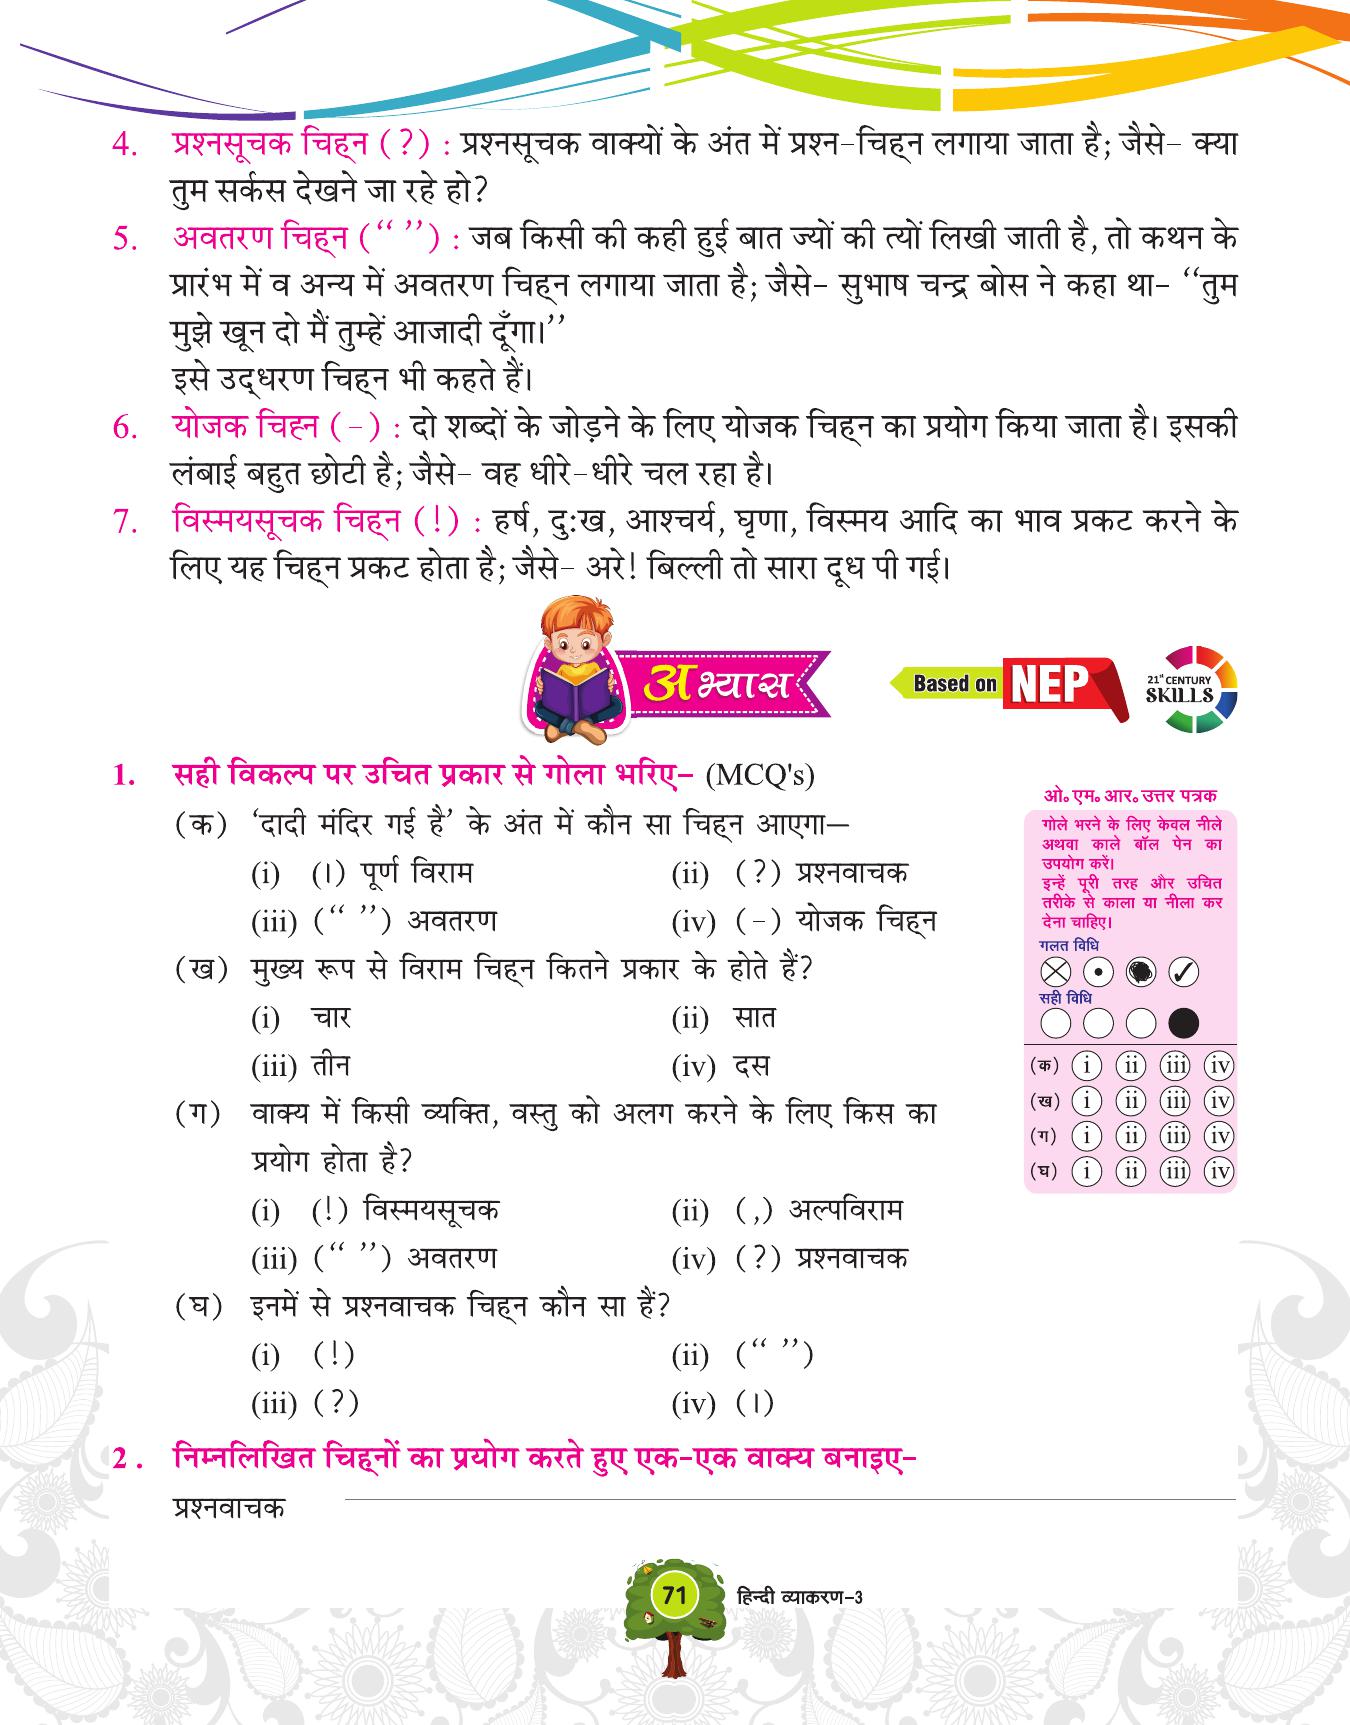 4. प्रश्नसूचक चिह्न (?) : प्रश्नसूचक वाक्यों के अंत में प्रश्न-चिह्न लगाया जाता है; जैसे- क्या
तुम सर्कस देखने जा रहे हो?
5. अवतरण चिह्न (‘‘ ’’) : जब किसी की कही हुई बात ज्यों की त्यों लिखी जाती है, तो कथन के
प्रारंभ में व अन्य में अवतरण चिह्न लगाया जाता है; जैसे- सुभाष चन्द्र बोस ने कहा था- ‘‘तुम
मुझे खून दो मैं तुम्हें आजादी दूँगा।’’
इसे उद्धरण चिह्न भी कहते हैं।
6. योजक चिह्न (-) : दो शब्दों के जोड़ने के लिए योजक चिह्न का प्रयोग किया जाता है। इसकी
लंबाई बहुत छोटी है; जैसे- वह धीरे-धीरे चल रहा है।
7. विस्मयसूचक चिह्न (!) : हर्ष, दुःख, आश्चर्य, घृणा, विस्मय आदि का भाव प्रकट करने के
लिए यह चिह्न प्रकट होता है; जैसे- अरे! बिल्ली तो सारा दूध पी गई।
अभ्यास
Based on NEP
21st CENTURY
SKILLS
1. सही विकल्प पर उचित प्रकार से गोला भरिए- (MCQ's)
(क) ‘दादी मंदिर गई है’ के अंत में कौन सा चिह्न आएगा—
(i) (।) पूर्ण विराम (ii) (?) प्रश्नवाचक
(iii) (‘‘ ’’) अवतरण (iv) (-) योजक चिह्न
(ख) मुख्य रूप से विराम चिह्न कितने प्रकार के होते हैं?
(i) चार (ii) सात
(iii) तीन (iv) दस
(ग) वाक्य में किसी व्यक्ति, वस्तु को अलग करने के लिए किस का
प्रयोग होता है?
(i) (!) विस्मयसूचक (ii) (,) अल्पविराम
(iii) (‘‘ ’’) अवतरण (iv) (?) प्रश्नवाचक
(घ) इनमें से प्रश्नवाचक चिह्न कौन सा हैं?
(i) (!) (ii) (‘‘ ’’)
(iii) (?) (iv) (।)
ओ॰ एम॰ आर॰ उत्तर पत्रक
गोले भरने के लिए केवल नीले
अथवा काले बॉल पेन का
उपयोग करें।
इन्हें पूरी तरह और उचित
तरीके से काला या नीला कर
देना चाहिए।
गलत विधि
सही विधि
(क) i ii iii iv
(ख) i ii iii iv
(ग) i ii iii iv
(घ) i ii iii iv
2 . निम्नलिखित चिह्नों का प्रयोग करते हुए एक-एक वाक्य बनाइए-
प्रश्नवाचक
71 हिन्दी व्याकरण-3